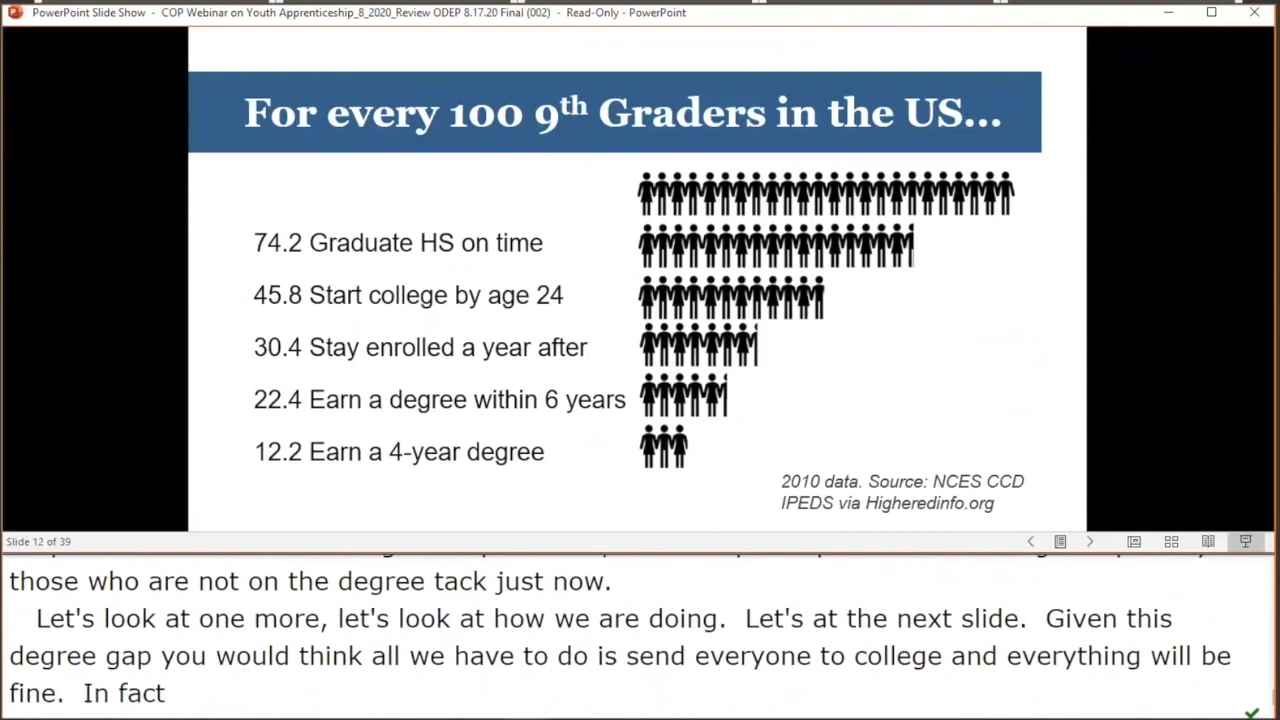 PowerPoint Slide Show - COP Webinar on Youth Apprenticeship_8_2020_Review ODEP 8.17.20 Final (002) - Read-Only - PowerPoint
For every 100 9th Graders in the US...
74.2 Graduate HS on time
45.8 Start college by age 24
30.4 Stay enrolled a year after
22.4 Earn a degree within 6 years
12.2 Earn a 4-year degree
2010 data. Source: NCES CCD
IPEDS via Higheredinfo.org
Slide 12 of 39
those who are not on the degree tack just now.
Let's look at one more, let's look at how we are doing. Let's at the next slide. Given this
degree gap you would think all we have to do is send everyone to college and everything will be
fine. In fact